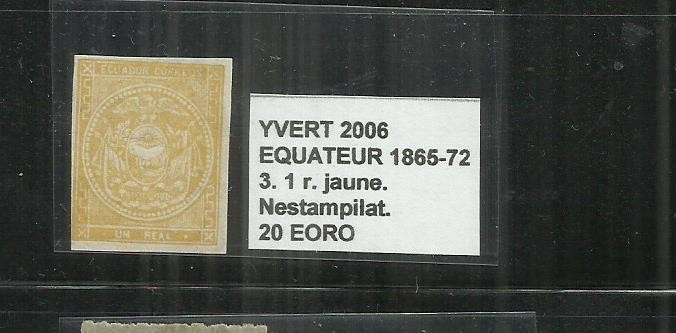 ECUADOR CORREOS
UN REAL
YVERT 2006
EQUATEUR 1865-72
3. 1 r. jaune.
Nestampilat.
20 EORO